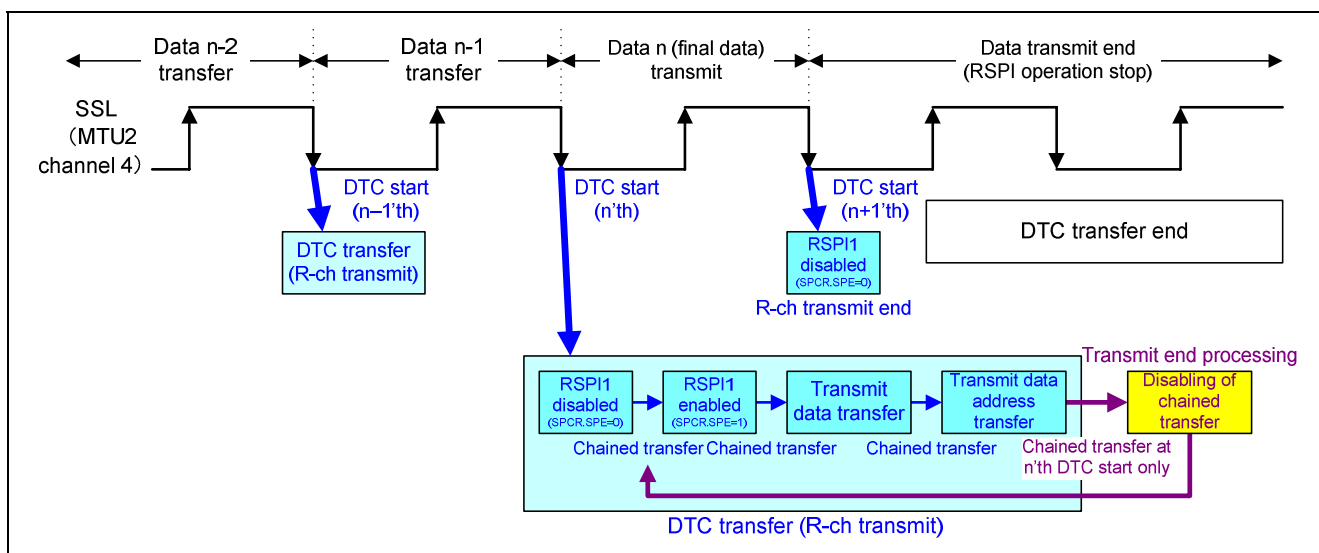 Data n-2
transfer
Data n-1
transfer
Data n (final data)
transmit
Data transmit end
(RSPI operation stop)
SSL
（MTU2
channel 4）
DTC start
(n–1'th)
DTC start
(n'th)
DTC start
(n+1'th)
DTC transfer
(R-ch transmit)
RSPI1
disabled
(SPCR.SPE=0)
R-ch transmit end
DTC transfer end
Transmit end processing
RSPI1
disabled
(SPCR.SPE=0)
RSPI1
enabled
(SPCR.SPE=1)
Transmit
data transfer
Transmit data
address
transfer
Disabling of
chained
transfer
Chained transfer
Chained transfer
Chained transfer
Chained transfer at
n'th DTC start only
DTC transfer (R-ch transmit)